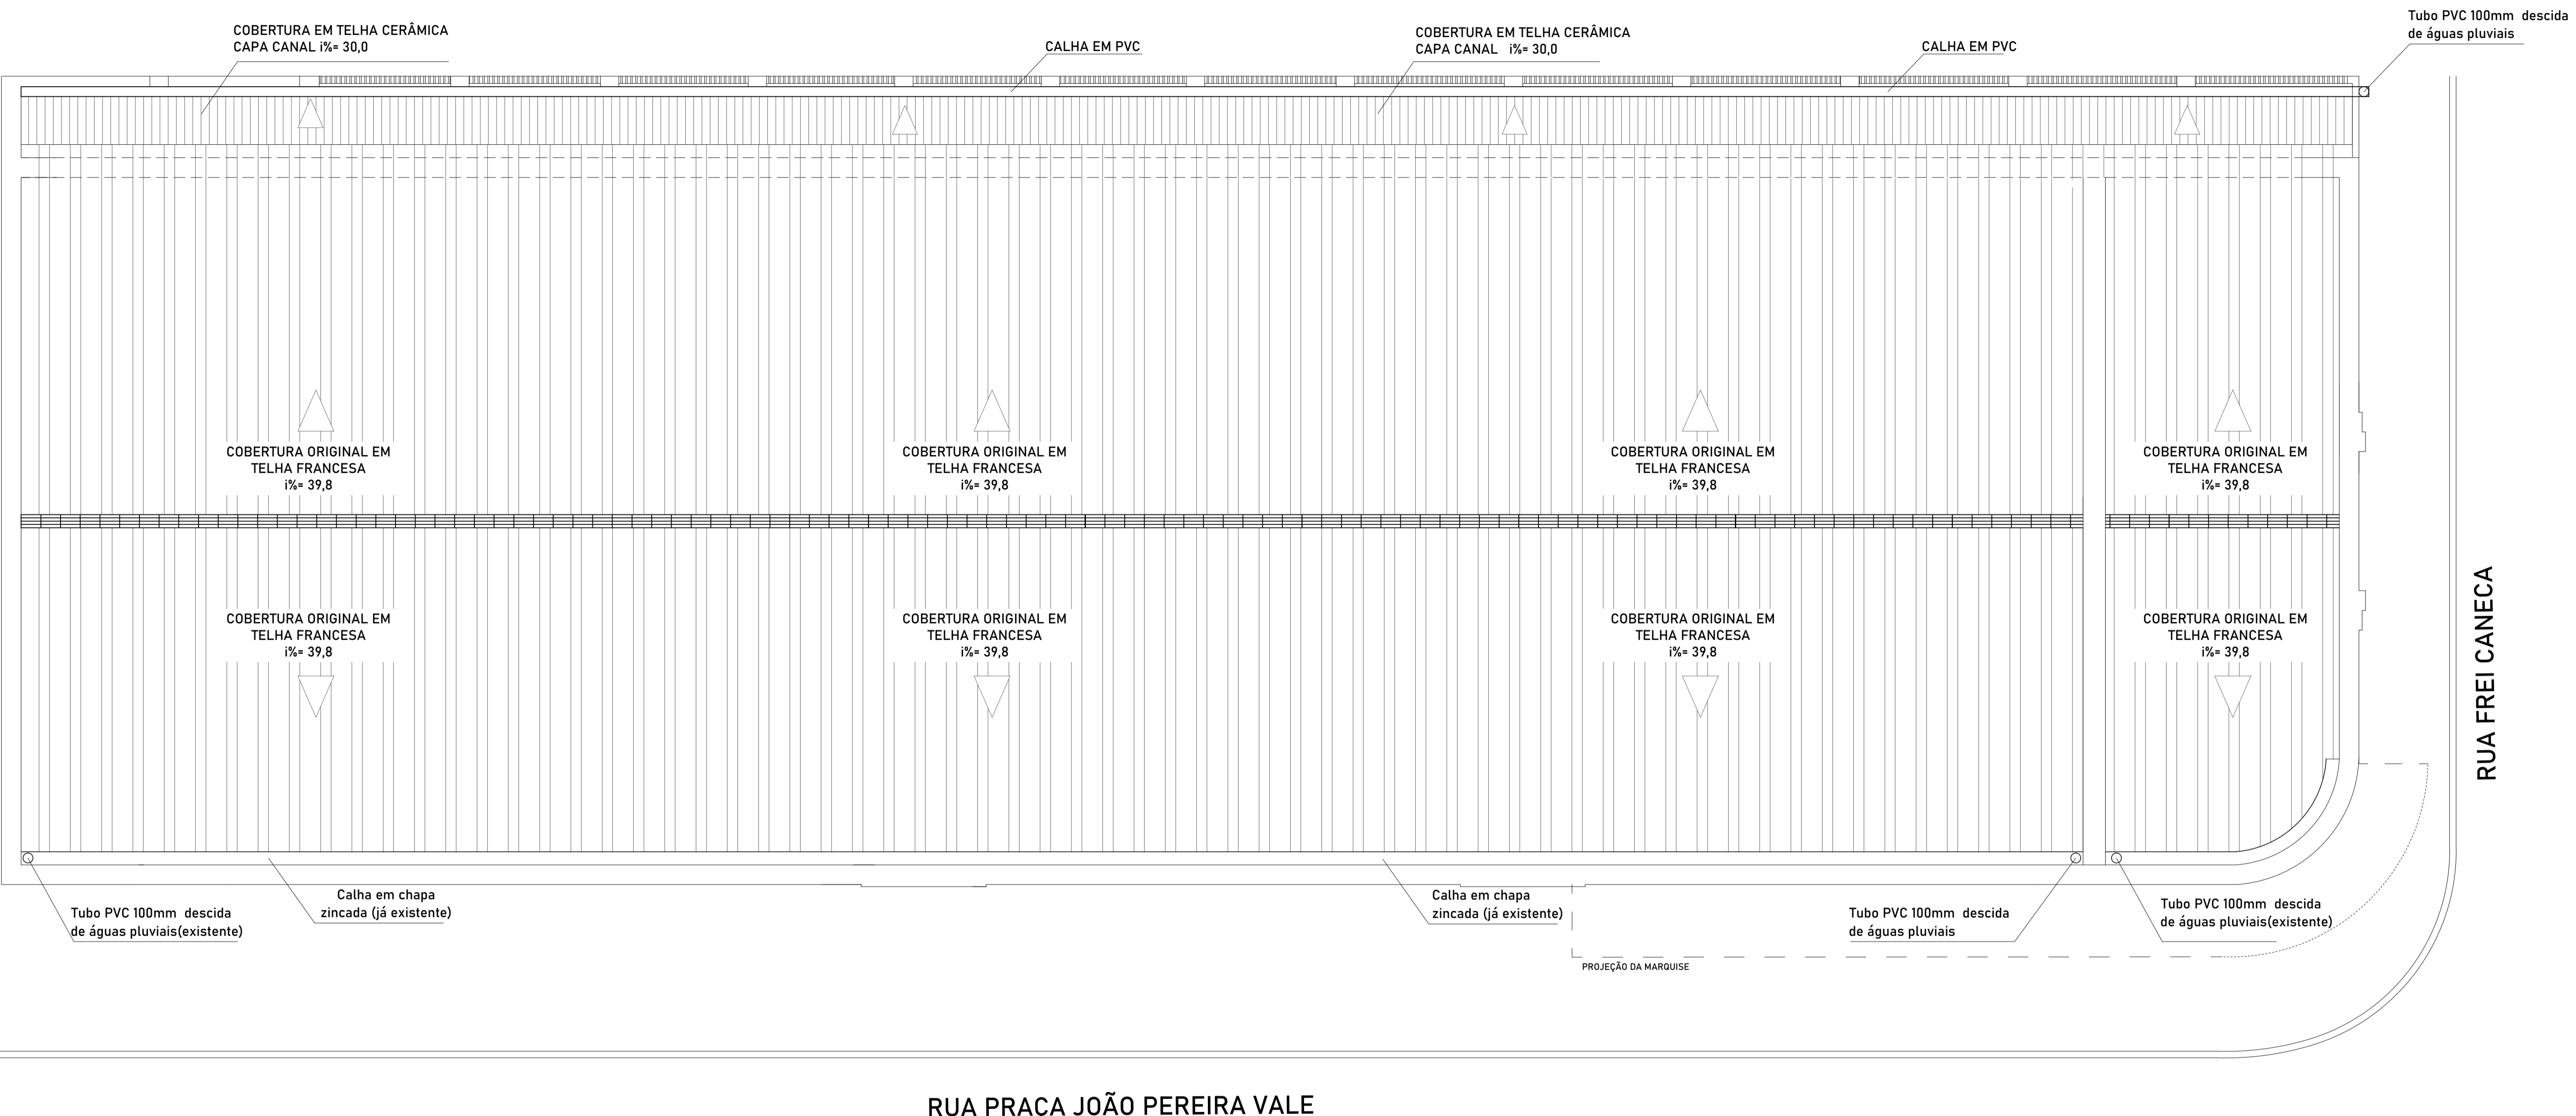 COBERTURA EM TELHA CERÂMICA
CAPA CANAL i%= 30,0
CALHA EM PVC
COBERTURA EM TELHA CERÂMICA
CAPA CANAL i%= 30,0
CALHA EM PVC
Tubo PVC 100mm descida
de águas pluviais
COBERTURA ORIGINAL EM
TELHA FRANCESA
i%= 39,8
COBERTURA ORIGINAL EM
TELHA FRANCESA
i%= 39,8
COBERTURA ORIGINAL EM
TELHA FRANCESA
i%= 39,8
COBERTURA ORIGINAL EM
TELHA FRANCESA
i%= 39,8
COBERTURA ORIGINAL EM
TELHA FRANCESA
i%= 39,8
COBERTURA ORIGINAL EM
TELHA FRANCESA
i%= 39,8
COBERTURA ORIGINAL EM
TELHA FRANCESA
i%= 39,8
COBERTURA ORIGINAL EM
TELHA FRANCESA
i%= 39,8
RUA FREI CANECA
Tubo PVC 100mm descida
de águas pluviais(existente)
Calha em chapa
zincada (já existente)
Calha em chapa
zincada (já existente)
Tubo PVC 100mm descida
de águas pluviais
Tubo PVC 100mm descida
de águas pluviais(existente)
PROJEÇÃO DA MARQUISE
RUA PRAÇA JOÃO PEREIRA VALE